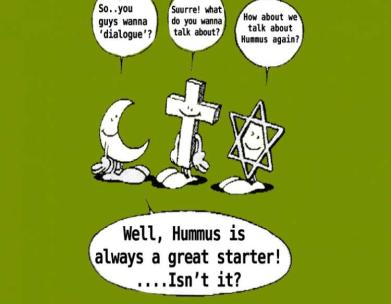 So..you
guys wanna
'dialogue'?
Suurre! what
do you wanna
talk about?
How about we
talk about
Hummus again?
Well, Hummus is
always a great starter!
....Isn't it?